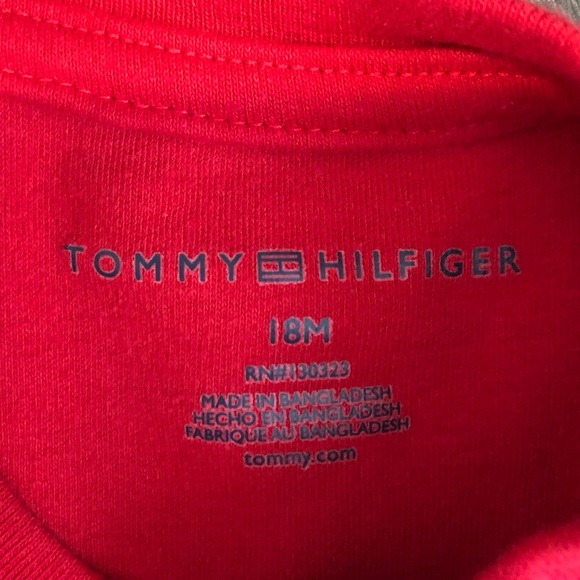 TOMMY HILFIGER
18M
RN#130323
MADE IN BANGLADESH
HECHO EN BANGLADESH
FABRIQUE AU BANGLADESH
tommy.com